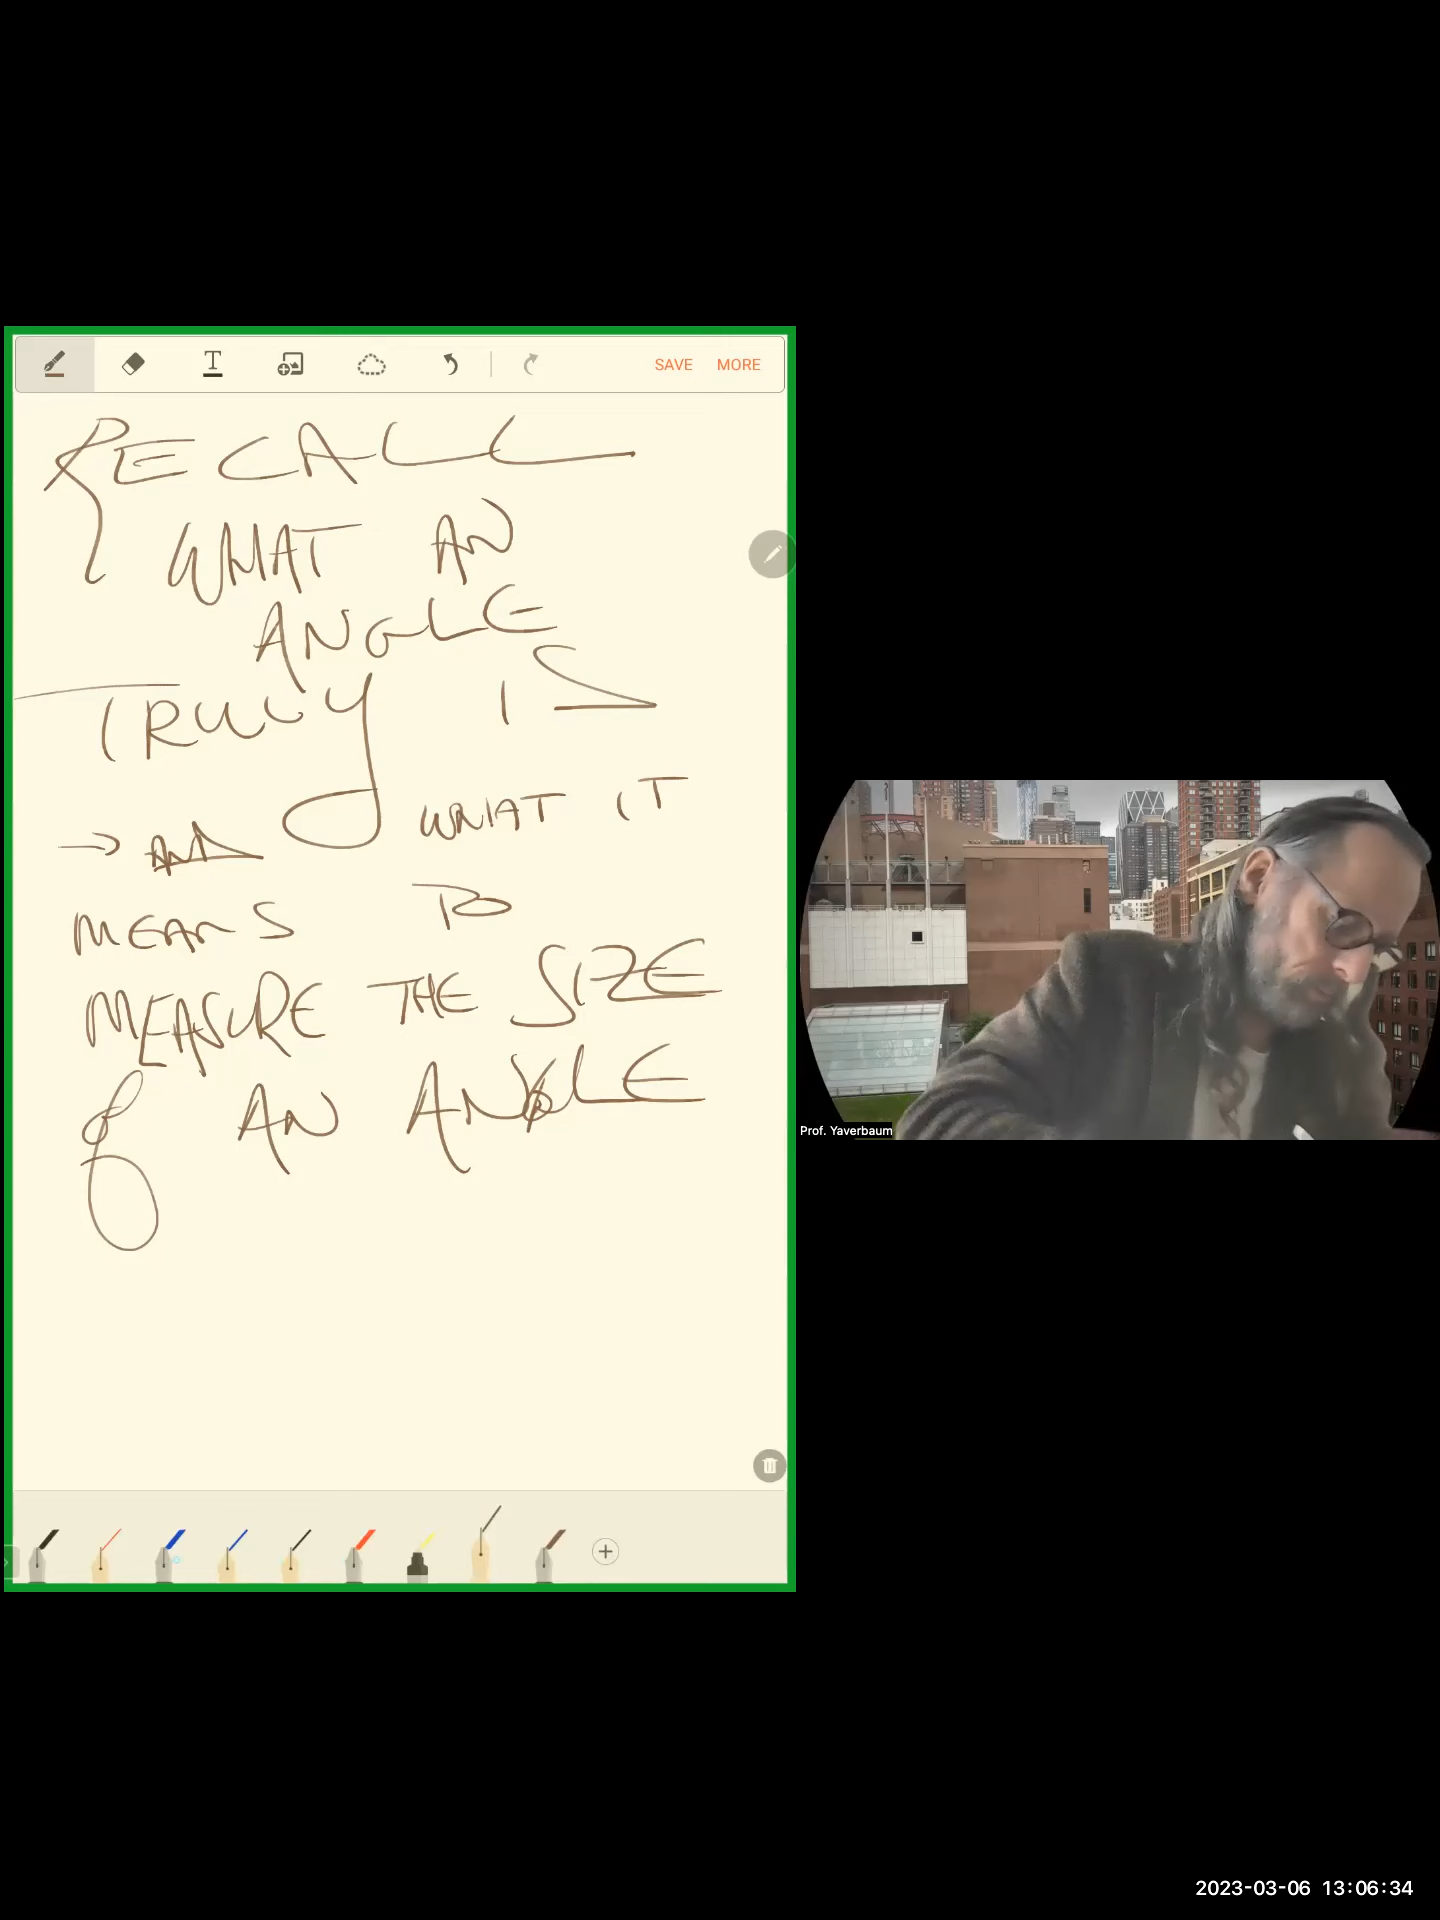 T
SAVE MORE
RECALL
WHAT AN
ANGLE
TRULY IS
→ AND WHAT IT
MEANS TO
MEASURE THE SIZE
of AN ANGLE
Prof. Yaverbaum
2023-03-06 13:06:34